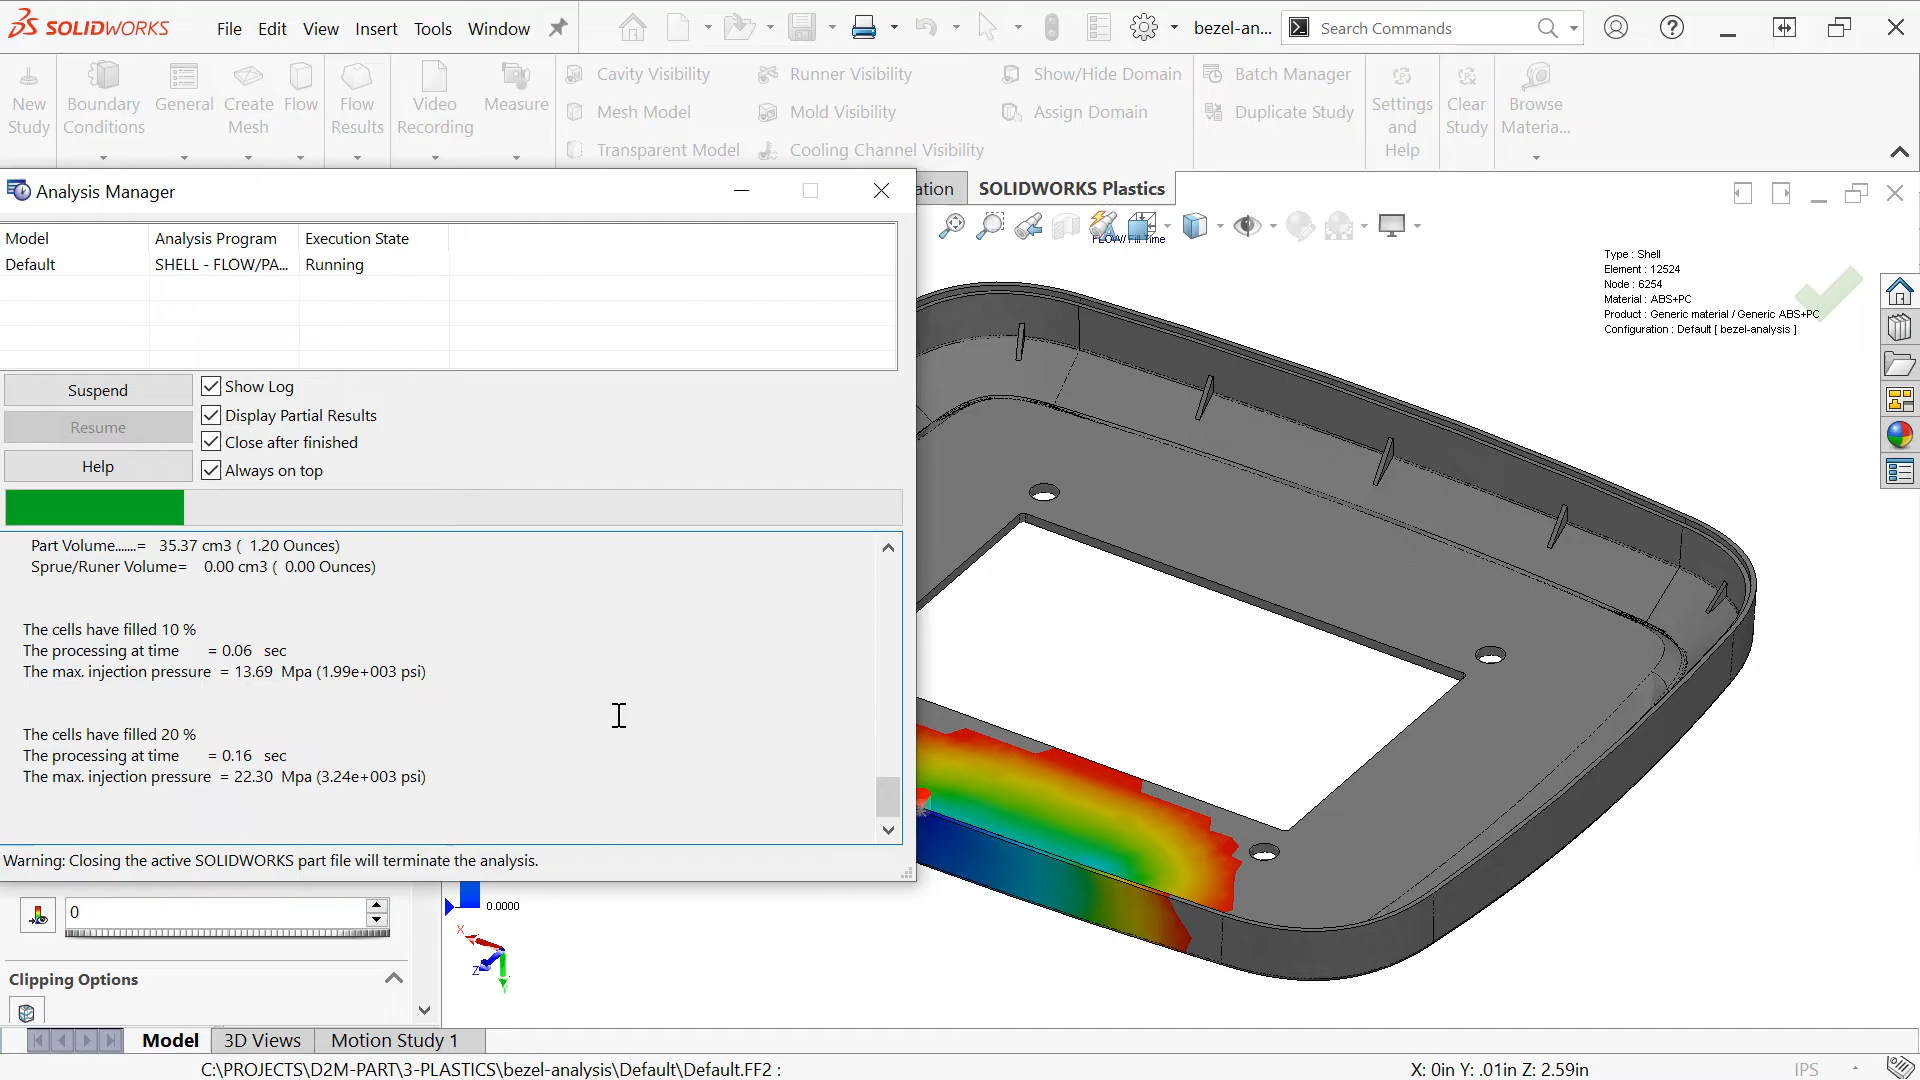 SOLIDWORKS File Edit View Insert Tools Window bezel-an... Search Commands
New Study
Boundary Conditions
General
Create Mesh
Flow
Flow Results
Video Recording
Measure
Cavity Visibility
Runner Visibility
Show/Hide Domain
Mesh Model
Mold Visibility
Assign Domain
Transparent Model
Cooling Channel Visibility
Batch Manager
Duplicate Study
Settings and Help
Clear Study
Browse Materia...
Analysis Manager
ation
SOLIDWORKS Plastics
Model Analysis Program Execution State
Default SHELL - FLOW/PA... Running
FLOW// Fill Time
Type : Shell
Element : 12524
Node : 6254
Material : ABS+PC
Product : Generic material / Generic ABS+PC
Configuration : Default [ bezel-analysis ]
Suspend
Resume
Help
Show Log
Display Partial Results
Close after finished
Always on top
Part Volume.......= 35.37 cm3 ( 1.20 Ounces)
Sprue/Runer Volume= 0.00 cm3 ( 0.00 Ounces)
The cells have filled 10 %
The processing at time = 0.06 sec
The max. injection pressure = 13.69 Mpa (1.99e+003 psi)
The cells have filled 20 %
The processing at time = 0.16 sec
The max. injection pressure = 22.30 Mpa (3.24e+003 psi)
Warning: Closing the active SOLIDWORKS part file will terminate the analysis.
0
0.0000
X
Z
Y
Clipping Options
Model 3D Views Motion Study 1
C:\PROJECTS\D2M-PART\3-PLASTICS\bezel-analysis\Default\Default.FF2 : X: 0in Y: .01in Z: 2.59in IPS